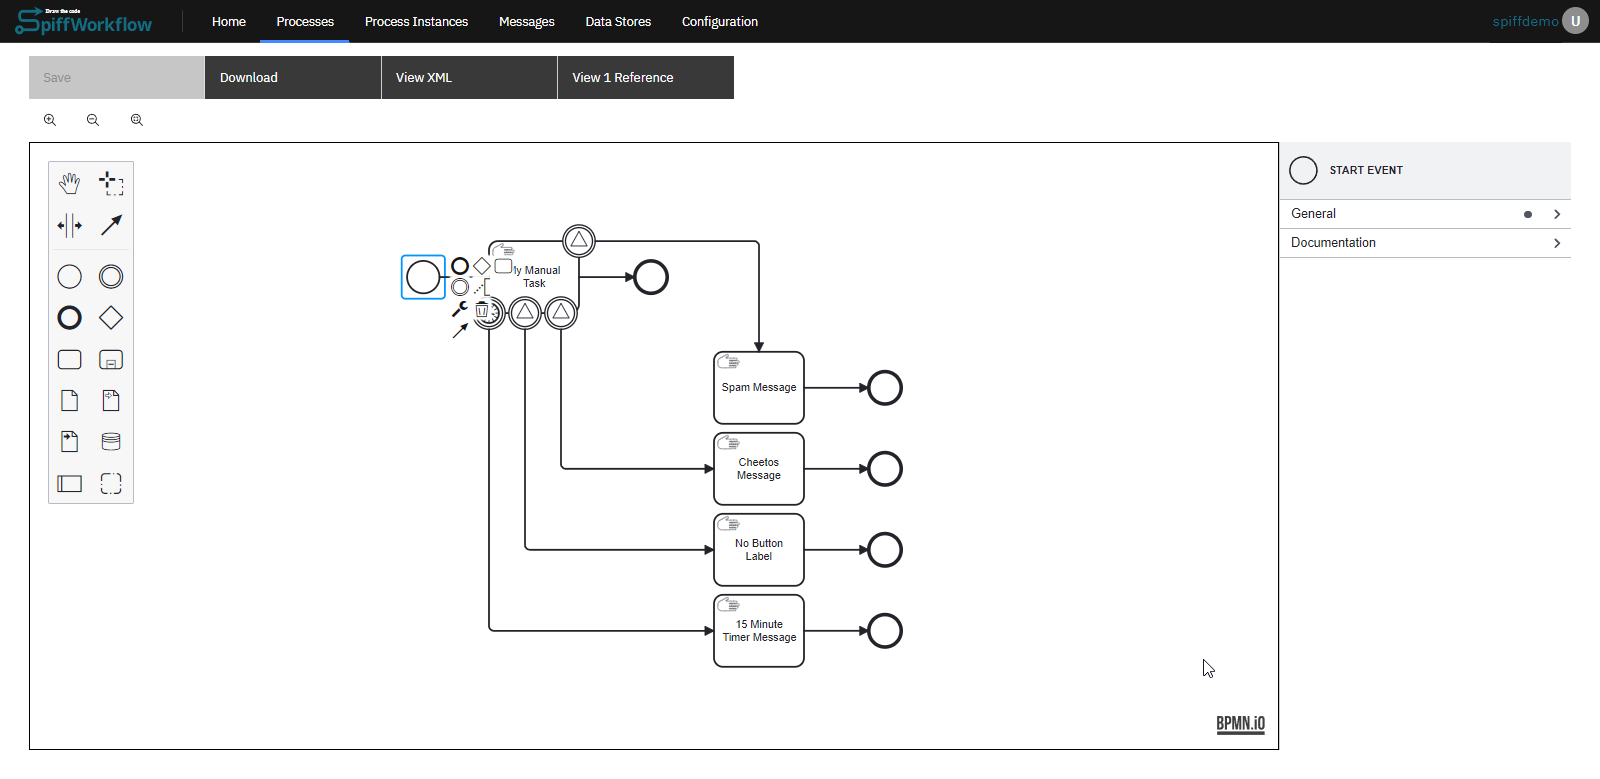 Draw the code
SpiffWorkflow
Home
Processes
Process Instances
Messages
Data Stores
Configuration
spiffdemo
U
Save
Download
View XML
View 1 Reference
START EVENT
General
Documentation
ly Manual
Task
Spam Message
Cheetos
Message
No Button
Label
15 Minute
Timer Message
BPMN.iO